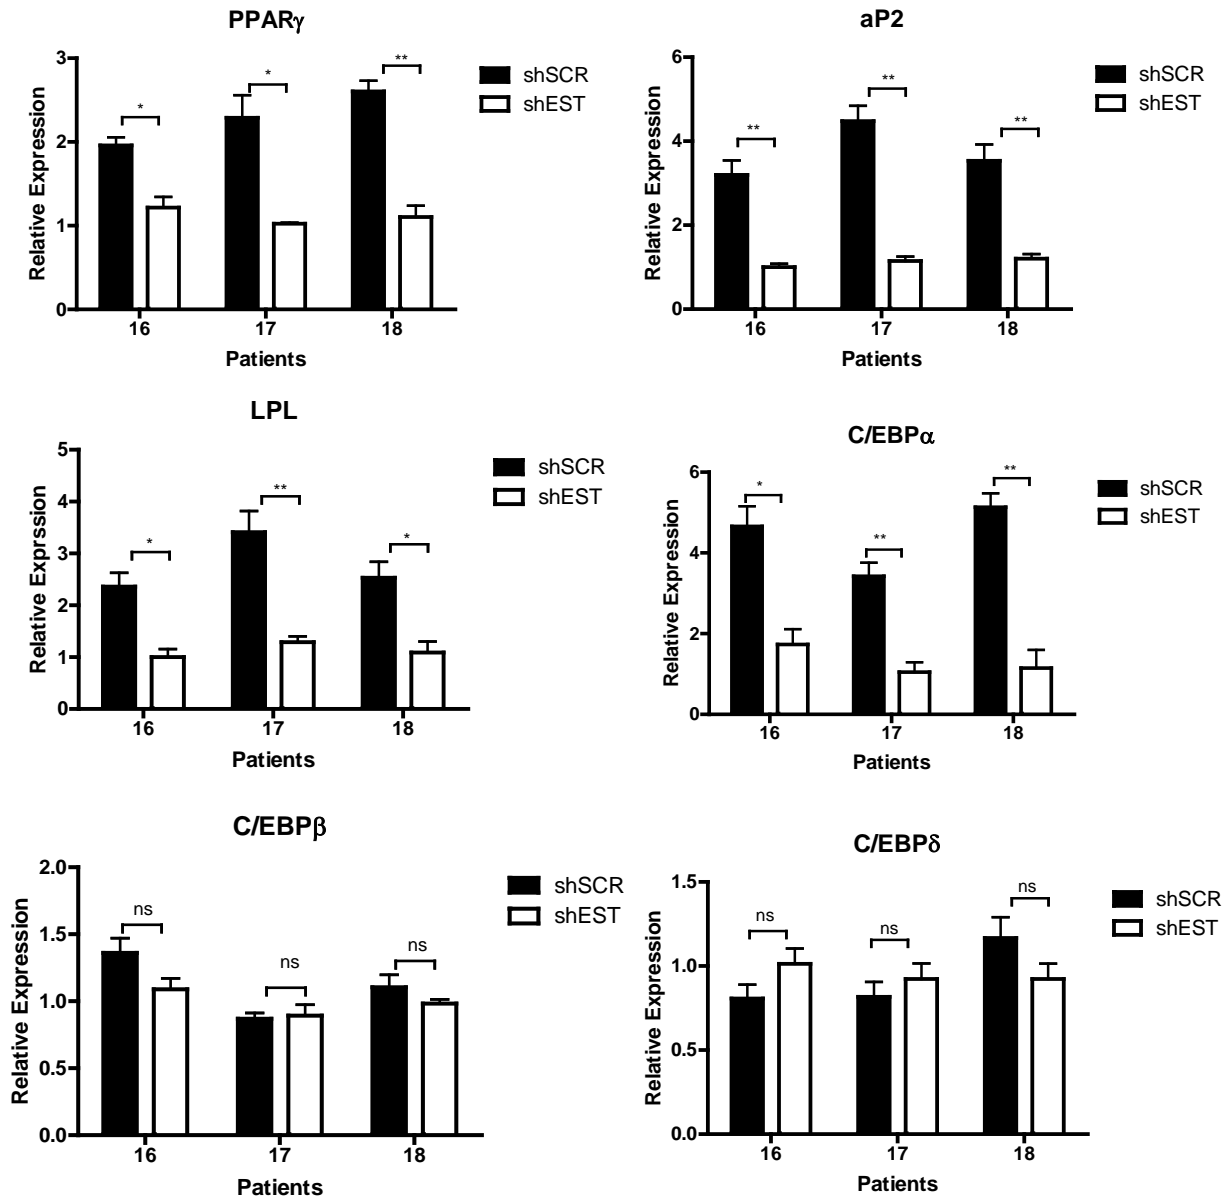 PPARγ
Relative Expression
3
2
1
0
*
*
**
16 17 18
Patients
shSCR
shEST
aP2
Relative Expression
6
4
2
0
**
**
**
16 17 18
Patients
shSCR
shEST
LPL
Relative Exprssion
5
4
3
2
1
0
*
**
*
16 17 18
Patients
shSCR
shEST
C/EBPα
Relative Expression
6
4
2
0
*
**
**
16 17 18
Patients
shSCR
shEST
C/EBPβ
Relative Expression
2.0
1.5
1.0
0.5
0.0
ns
ns
ns
16 17 18
Patients
shSCR
shEST
C/EBPδ
Relative Expression
1.5
1.0
0.5
0.0
ns
ns
ns
16 17 18
Patients
shSCR
shEST